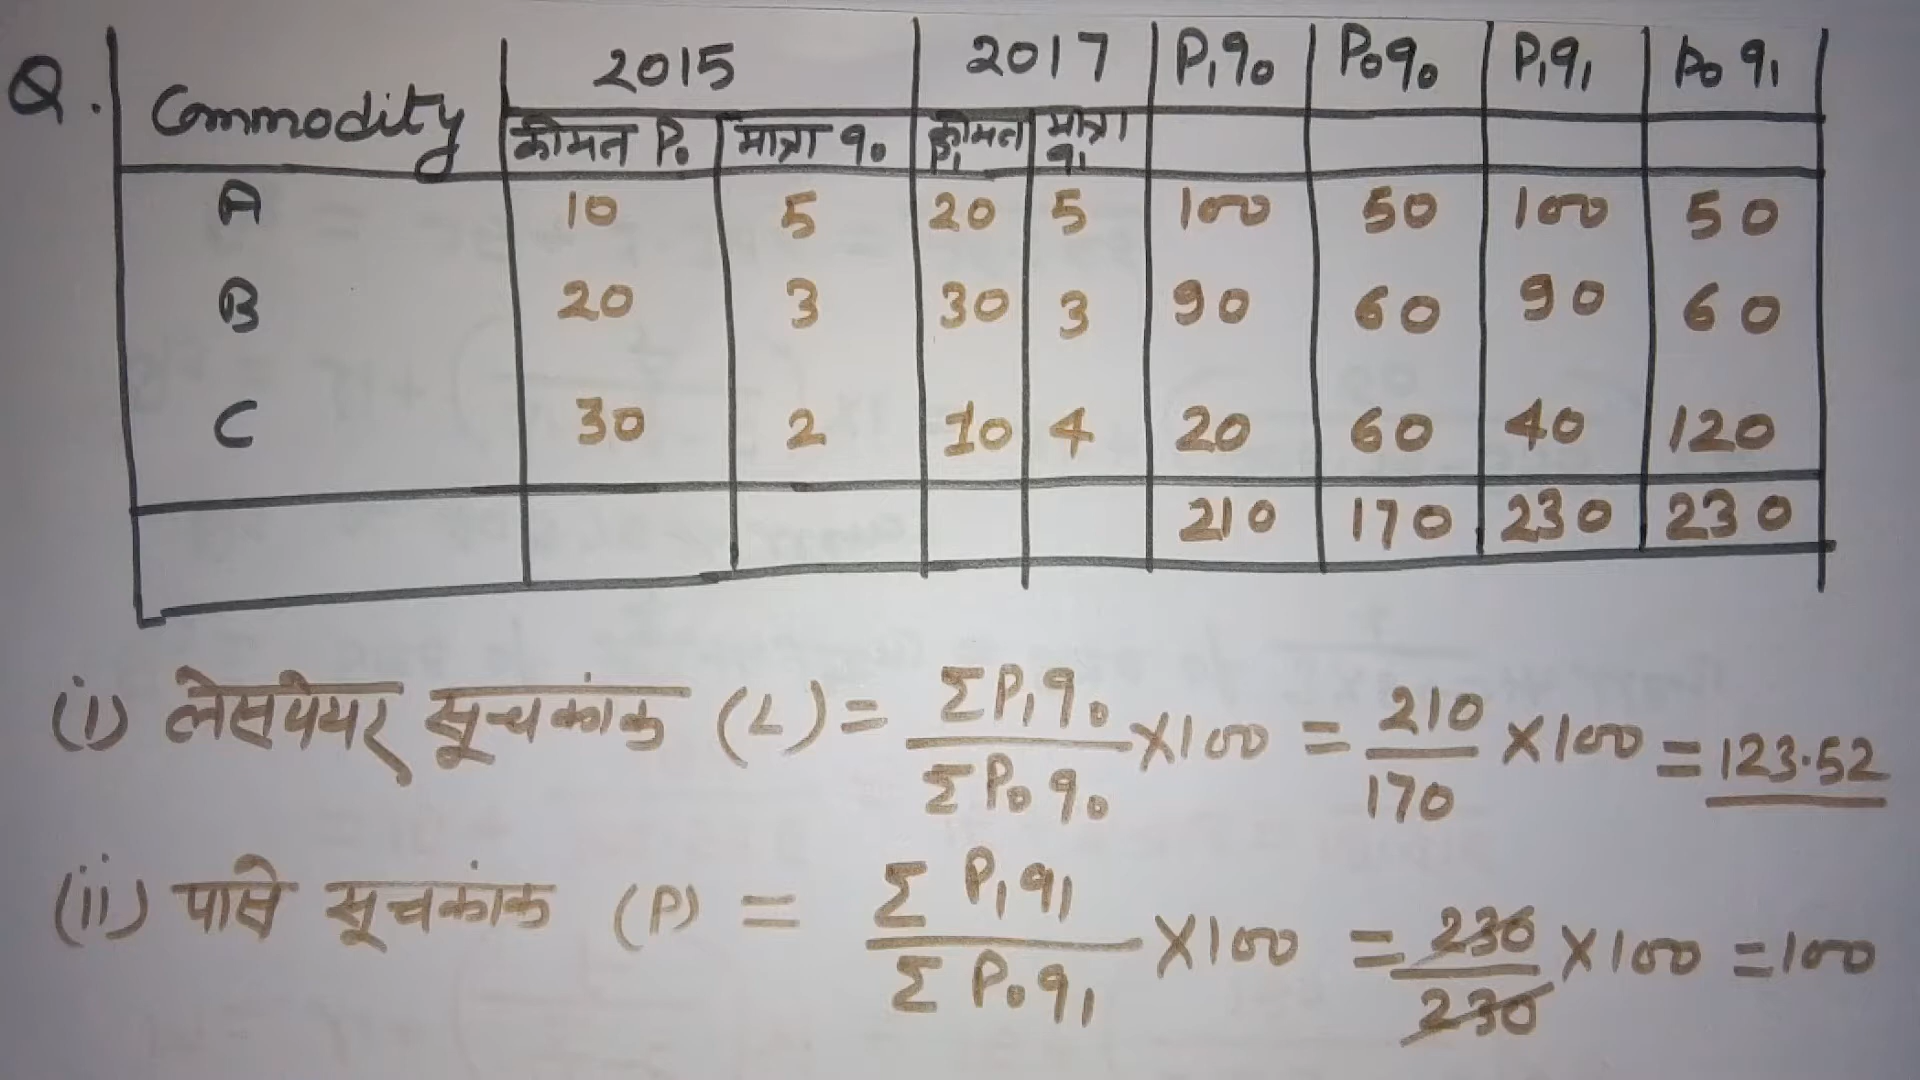 Q. Commodity 2015 2017 P₁q₀ P₀q₀ P₁q₁ P₀q₁
कीमत P₀ मात्रा q₀ कीमत P₁ मात्रा q₁
A 10 5 20 5 100 50 100 50
B 20 3 30 3 90 60 90 60
C 30 2 10 4 20 60 40 120
210 170 230 230
(i) लेसपेयर सूचकांक (L) = ΣP₁q₀ / ΣP₀q₀ ×100 = 210/170 ×100 = 123.52
(ii) पासे सूचकांक (P) = ΣP₁q₁ / ΣP₀q₁ ×100 = 230/230 ×100 = 100